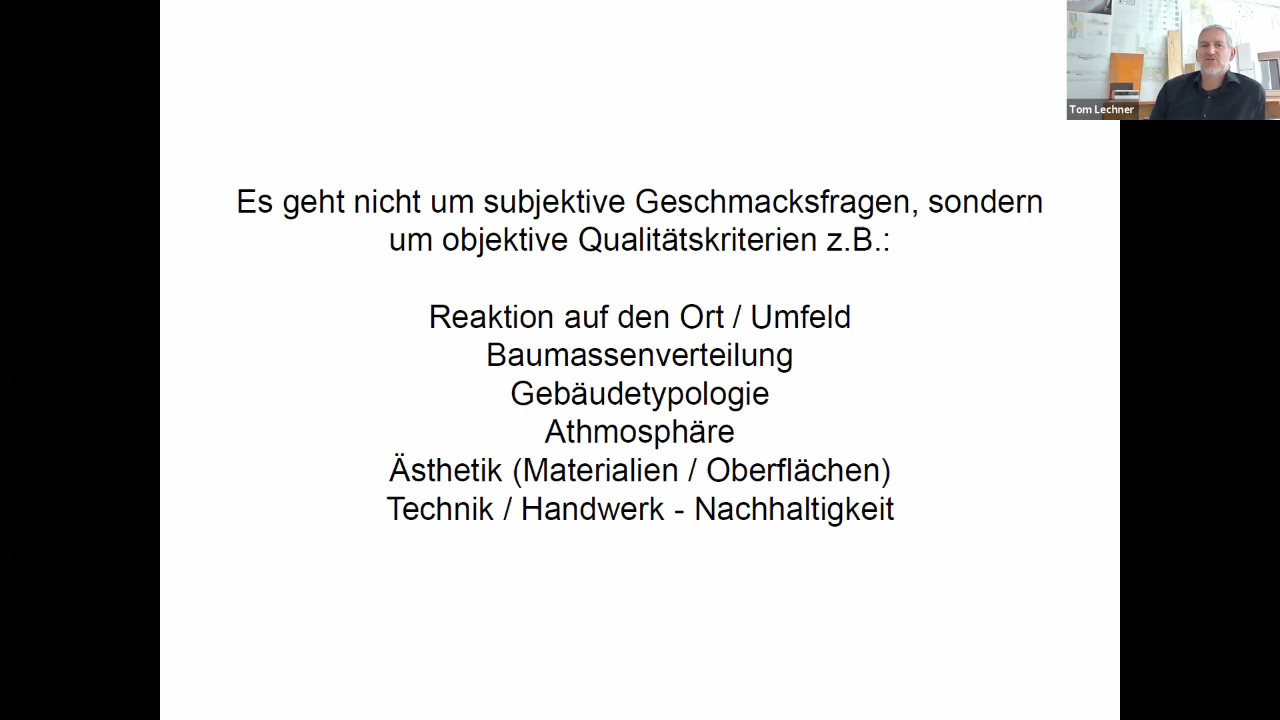 Es geht nicht um subjektive Geschmacksfragen, sondern
um objektive Qualitätskriterien z.B.:
Reaktion auf den Ort / Umfeld
Baumassenverteilung
Gebäudetypologie
Athmosphäre
Ästhetik (Materialien / Oberflächen)
Technik / Handwerk - Nachhaltigkeit
Tom Lechner